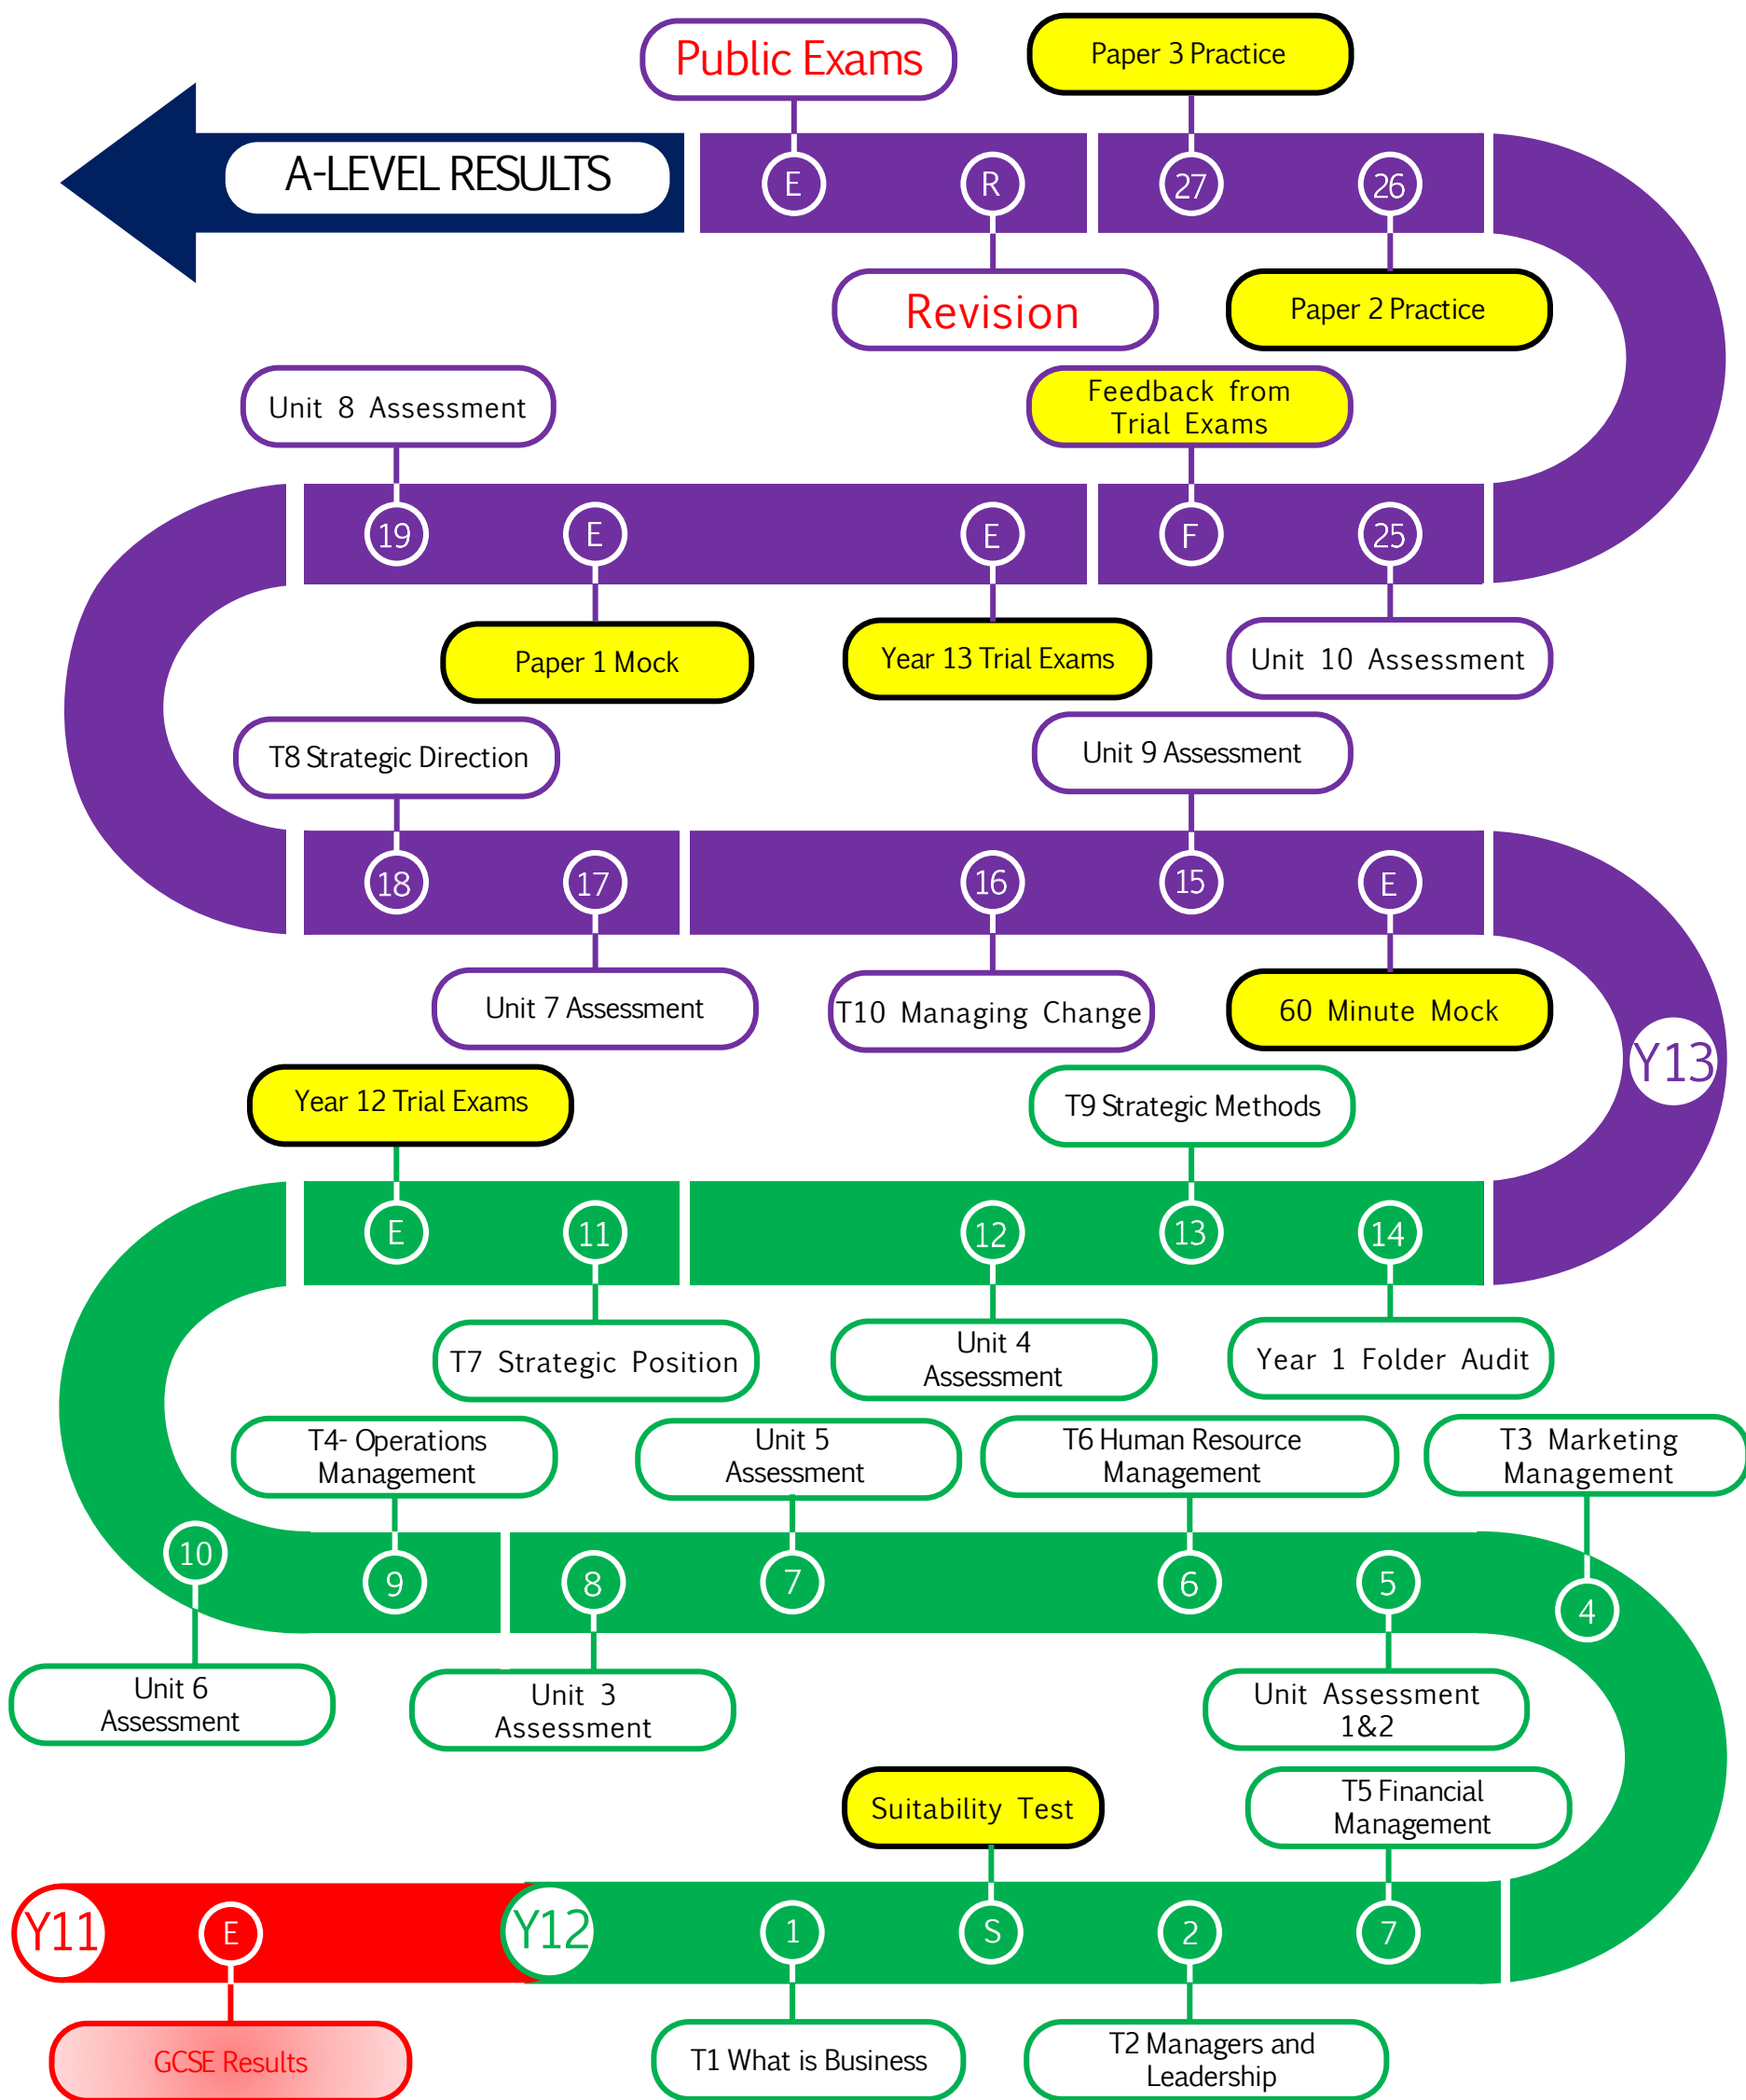 Public Exams
Paper 3 Practice
A-LEVEL RESULTS
E
R
27
26
Revision
Paper 2 Practice
Unit 8 Assessment
Feedback from
Trial Exams
19
E
E
F
25
Paper 1 Mock
Year 13 Trial Exams
Unit 10 Assessment
T8 Strategic Direction
Unit 9 Assessment
18
17
16
15
E
Unit 7 Assessment
T10 Managing Change
60 Minute Mock
Y13
Year 12 Trial Exams
T9 Strategic Methods
E
11
12
13
14
T7 Strategic Position
Unit 4
Assessment
Year 1 Folder Audit
T4- Operations
Management
Unit 5
Assessment
T6 Human Resource
Management
T3 Marketing
Management
10
9
8
7
6
5
4
Unit 6
Assessment
Unit 3
Assessment
Unit Assessment
1&2
Suitability Test
T5 Financial
Management
Y11
E
Y12
1
S
2
7
GCSE Results
T1 What is Business
T2 Managers and
Leadership